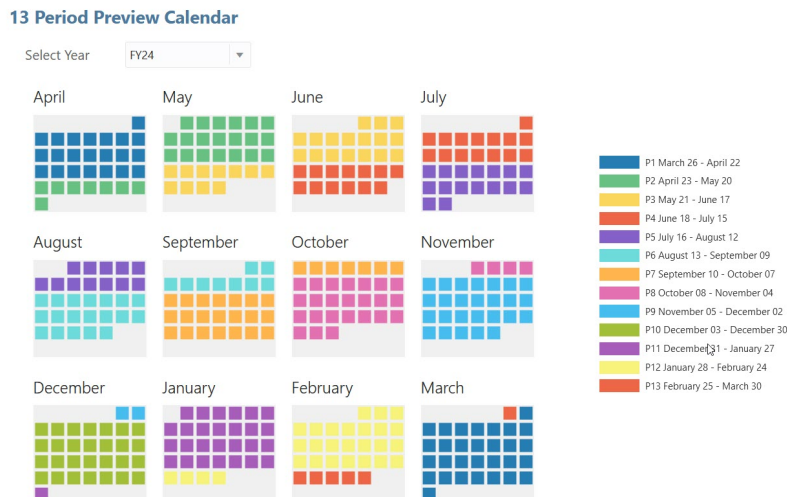 13 Period Preview Calendar
Select Year
FY24
April
May
June
July
August
September
October
November
December
January
February
March
P1 March 26 - April 22
P2 April 23 - May 20
P3 May 21 - June 17
P4 June 18 - July 15
P5 July 16 - August 12
P6 August 13 - September 09
P7 September 10 - October 07
P8 October 08 - November 04
P9 November 05 - December 02
P10 December 03 - December 30
P11 December 31 - January 27
P12 January 28 - February 24
P13 February 25 - March 30